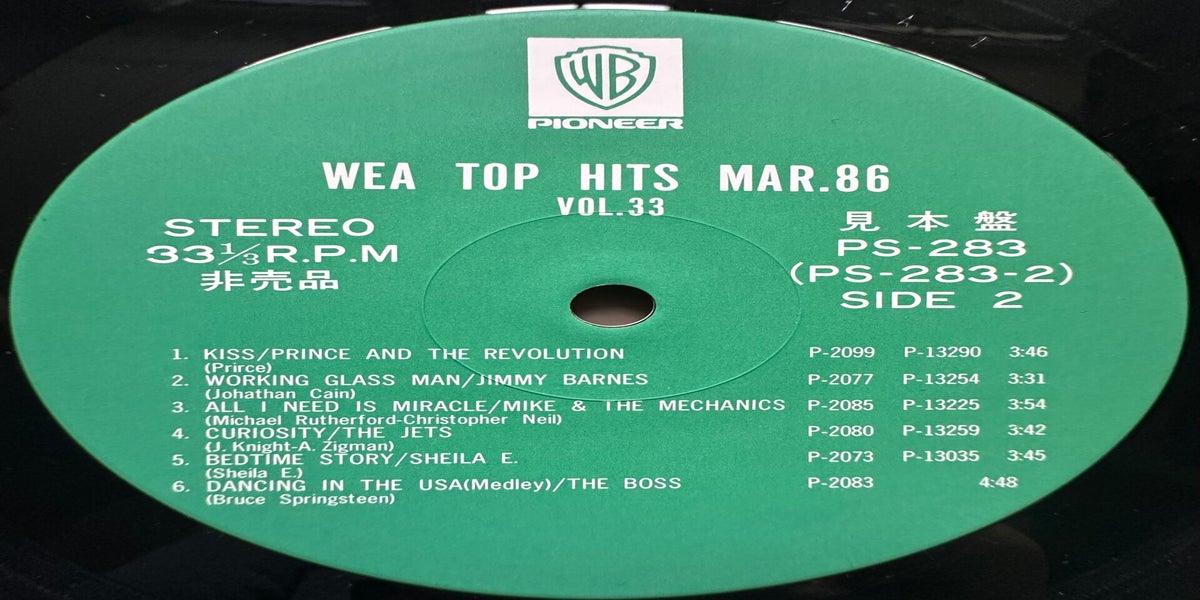 WB
PIONEER
WEA TOP HITS MAR.86
VOL.33
STEREO
33⅓R.P.M
非売品
見本盤
PS-283
(PS-283-2)
SIDE 2
1. KISS/PRINCE AND THE REVOLUTION P-2099 P-13290 3:46
(Prirce)
2. WORKING GLASS MAN/JIMMY BARNES P-2077 P-13254 3:31
(Johathan Cain)
3. ALL I NEED IS MIRACLE/MIKE & THE MECHANICS P-2085 P-13225 3:54
(Michael Rutherford-Christopher Neil)
4. CURIOSITY/THE JETS P-2080 P-13259 3:42
(J. Knight-A. Zigman)
5. BEDTIME STORY/SHEILA E. P-2073 P-13035 3:45
(Sheila E.)
6. DANCING IN THE USA(Medley)/THE BOSS P-2083 4:48
(Bruce Springsteen)